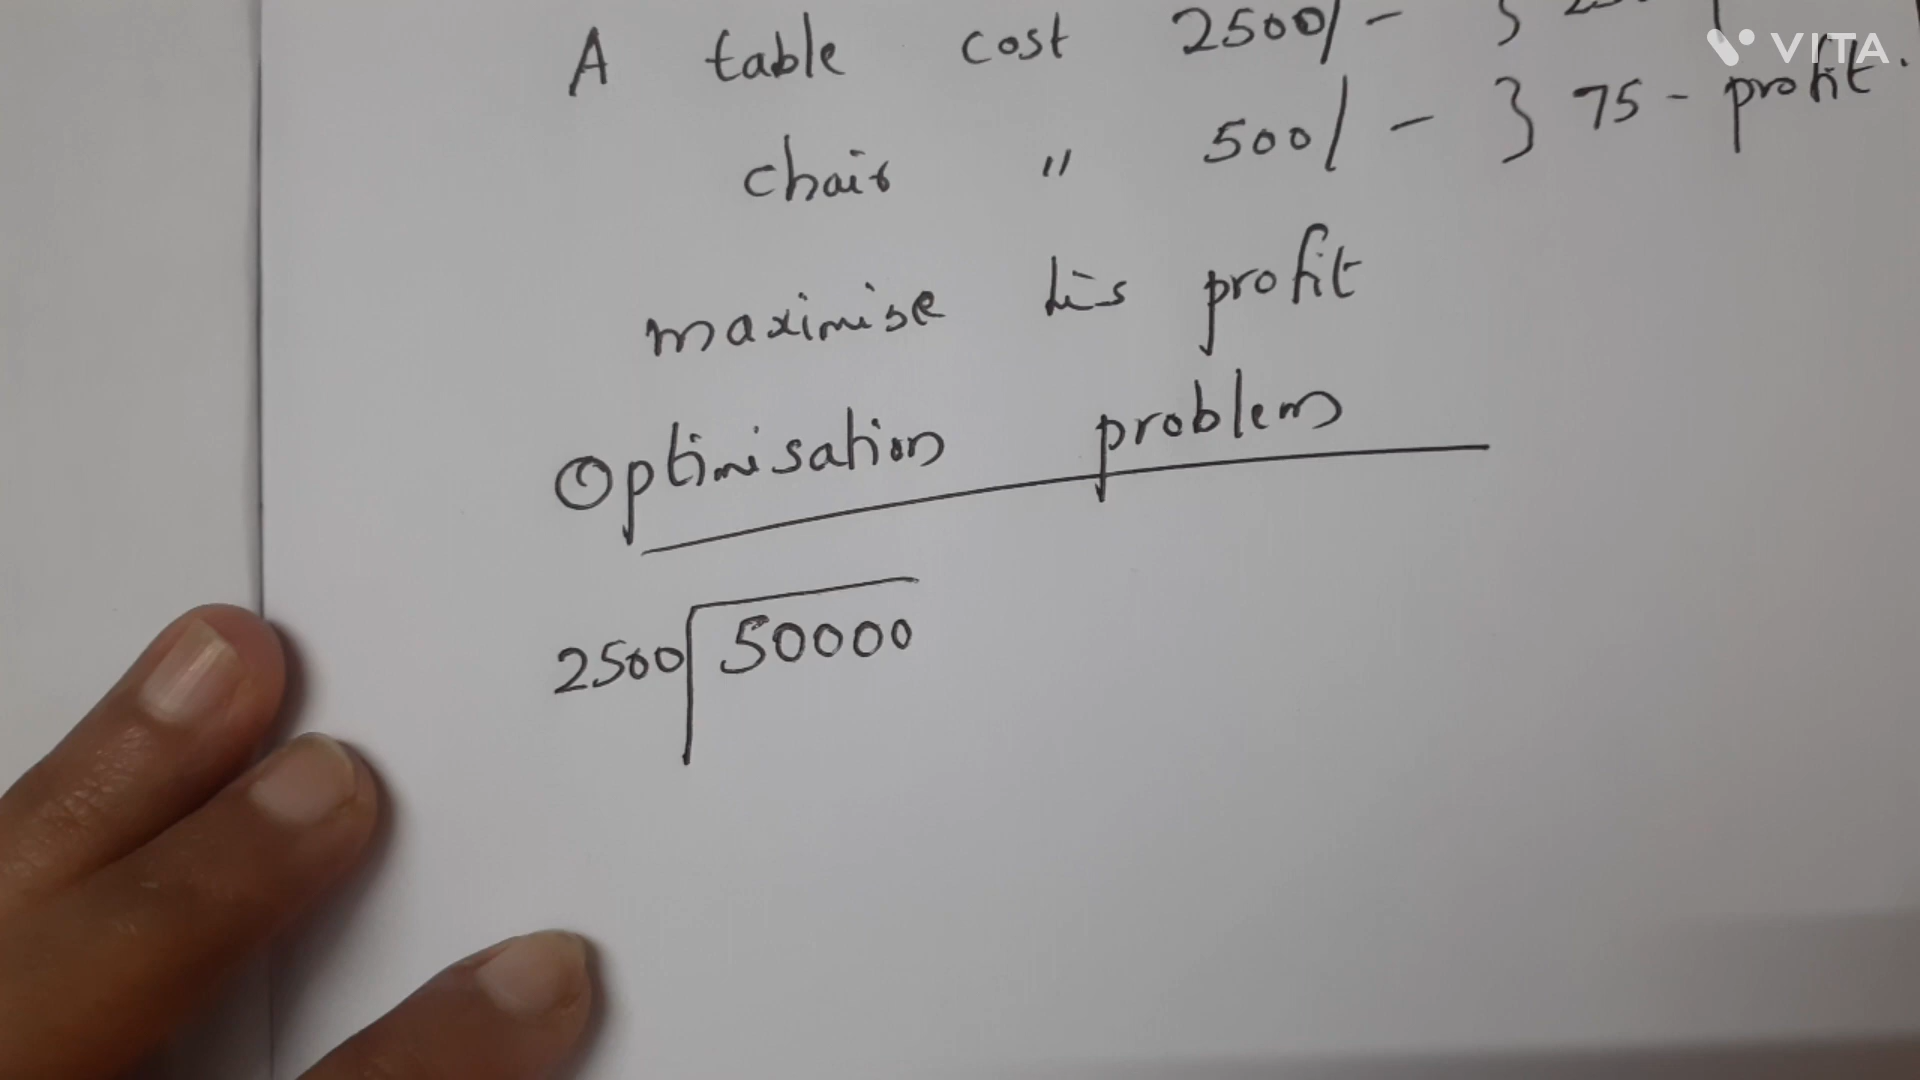 A table cost 2500/- }
VITA
chair " 500/- } 75 - profit.
maximise his profit
Optimisation problem
2500 50000